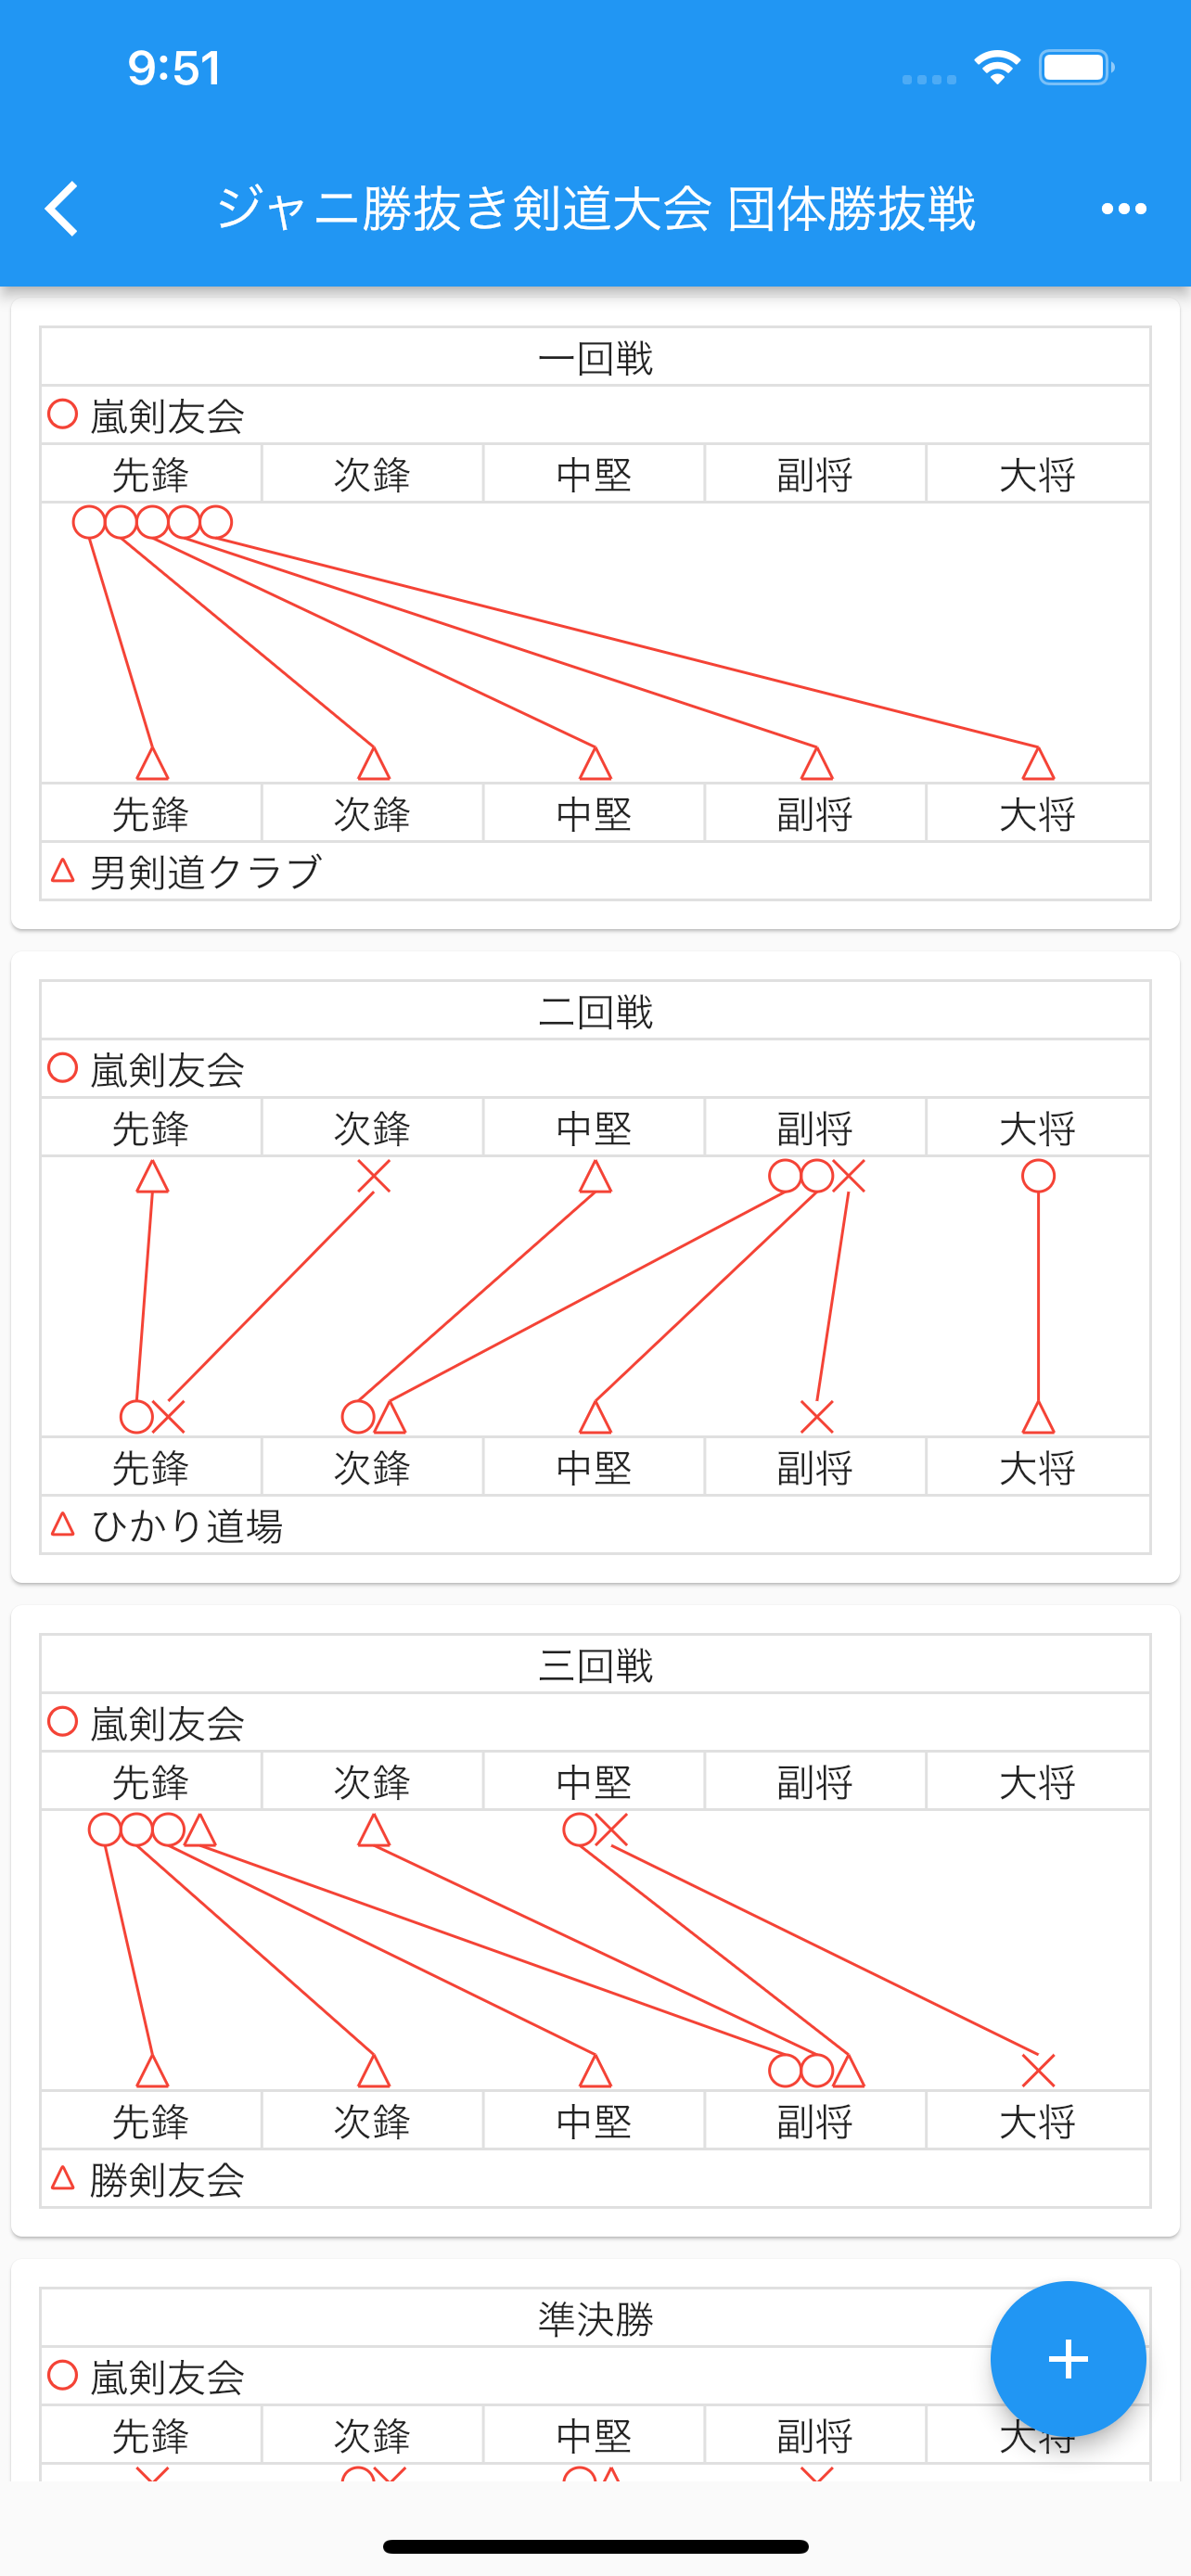 9:51
ジャニ勝抜き剣道大会 団体勝抜戦
一回戦
嵐剣友会
先鋒 次鋒 中堅 副将 大将
先鋒 次鋒 中堅 副将 大将
男剣道クラブ
二回戦
嵐剣友会
先鋒 次鋒 中堅 副将 大将
先鋒 次鋒 中堅 副将 大将
ひかり道場
三回戦
嵐剣友会
先鋒 次鋒 中堅 副将 大将
先鋒 次鋒 中堅 副将 大将
勝剣友会
準決勝
嵐剣友会
先鋒 次鋒 中堅 副将 大将